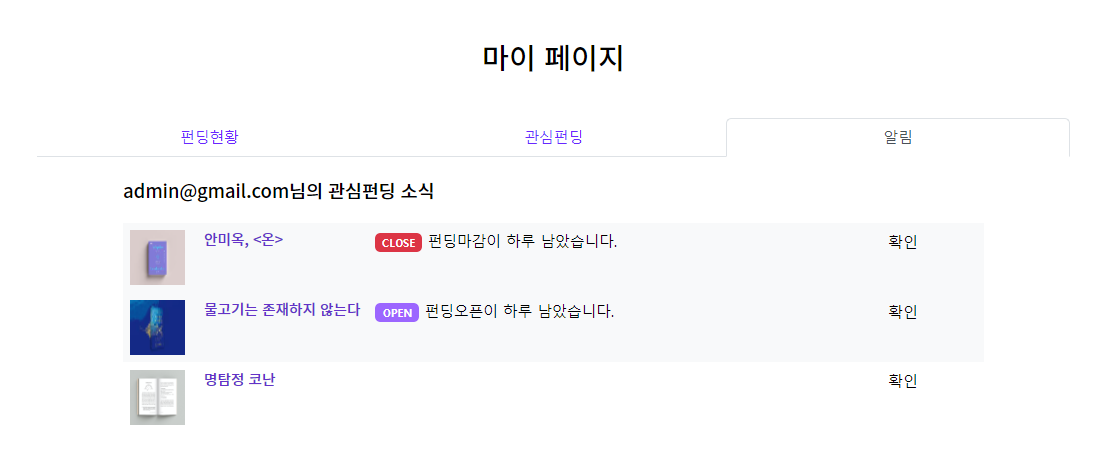 마이 페이지
펀딩현황 관심펀딩 알림
admin@gmail.com님의 관심펀딩 소식
안미옥, <온> CLOSE 펀딩마감이 하루 남았습니다. 확인
물고기는 존재하지 않는다 OPEN 펀딩오픈이 하루 남았습니다. 확인
명탐정 코난 확인